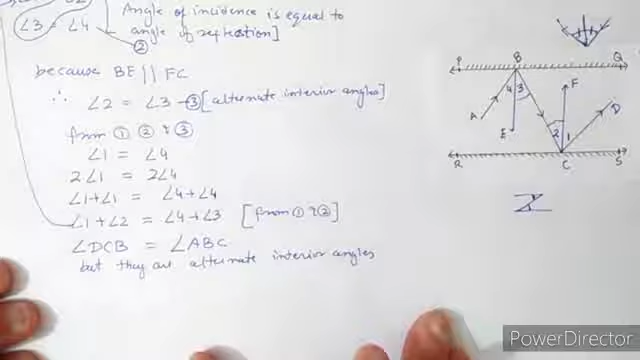 Angle of incidence is equal to
∠3 = ∠4 angle of reflection]
②
because BE || FC
∴ ∠2 = ∠3 -③ [alternate interior angles]
from ① ② & ③
∠1 = ∠4
2∠1 = 2∠4
∠1+∠1 = ∠4+∠4
∠1+∠2 = ∠4+∠3 [from ① & ②]
∠DCB = ∠ABC
but they are alternate interior angles
P B Q
4 3
F
A D
E 2 1
R C S
Z
PowerDirector